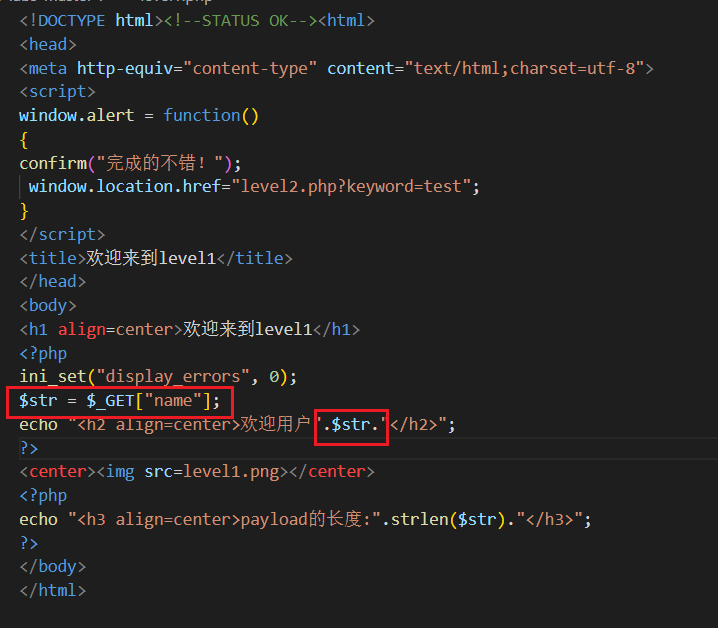 <!DOCTYPE html><!--STATUS OK--><html>
<head>
<meta http-equiv="content-type" content="text/html;charset=utf-8">
<script>
window.alert = function()
{
confirm("完成的不错！");
 window.location.href="level2.php?keyword=test";
}
</script>
<title>欢迎来到level1</title>
</head>
<body>
<h1 align=center>欢迎来到level1</h1>
<?php
ini_set("display_errors", 0);
$str = $_GET["name"];
echo "<h2 align=center>欢迎用户".$str."</h2>";
?>
<center><img src=level1.png></center>
<?php
echo "<h3 align=center>payload的长度:".strlen($str)."</h3>";
?>
</body>
</html>